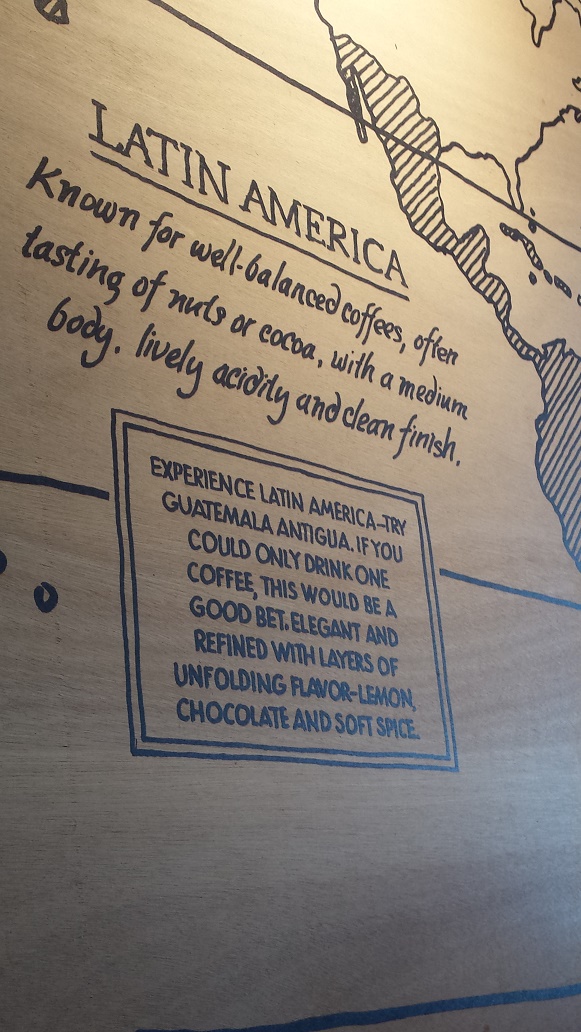 LATIN AMERICA
Known for well-balanced coffees, often
tasting of nuts or cocoa, with a medium
body, lively acidity and clean finish.
EXPERIENCE LATIN AMERICA–TRY
GUATEMALA ANTIGUA. IF YOU
COULD ONLY DRINK ONE
COFFEE, THIS WOULD BE A
GOOD BET. ELEGANT AND
REFINED WITH LAYERS OF
UNFOLDING FLAVOR–LEMON,
CHOCOLATE AND SOFT SPICE.